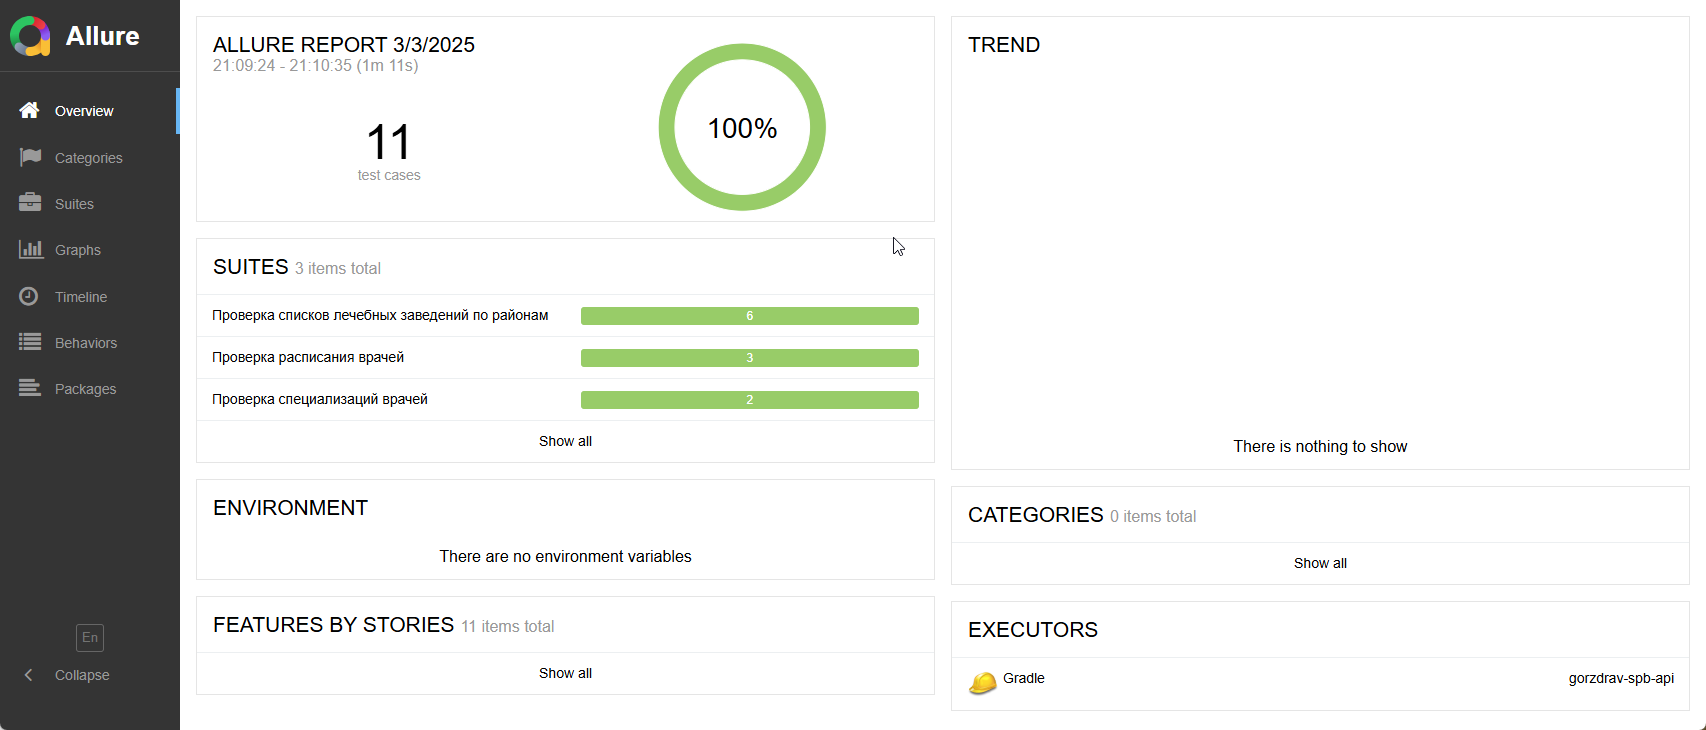 Allure
Overview
Categories
Suites
Graphs
Timeline
Behaviors
Packages
En
Collapse
ALLURE REPORT 3/3/2025
21:09:24 - 21:10:35 (1m 11s)
11
test cases
100%
SUITES 3 items total
Проверка списков лечебных заведений по районам 6
Проверка расписания врачей 3
Проверка специализаций врачей 2
Show all
ENVIRONMENT
There are no environment variables
FEATURES BY STORIES 11 items total
Show all
TREND
There is nothing to show
CATEGORIES 0 items total
Show all
EXECUTORS
Gradle gorzdrav-spb-api